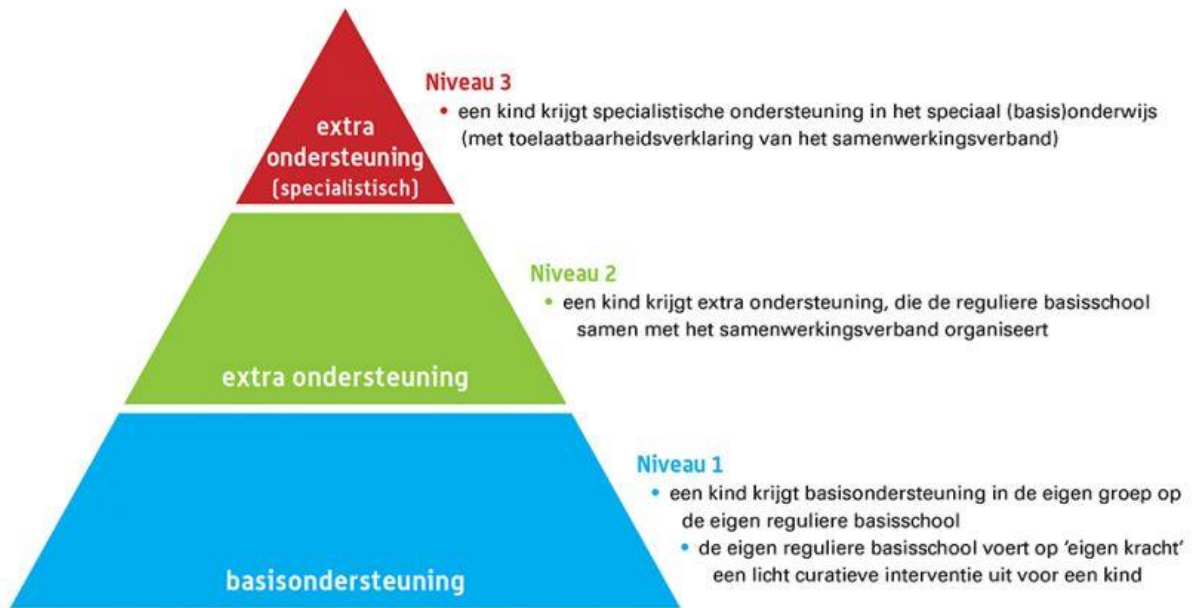 extra
ondersteuning
(specialistisch)
Niveau 3
• een kind krijgt specialistische ondersteuning in het speciaal (basis)onderwijs
(met toelaatbaarheidsverklaring van het samenwerkingsverband)
Niveau 2
• een kind krijgt extra ondersteuning, die de reguliere basisschool
samen met het samenwerkingsverband organiseert
extra ondersteuning
Niveau 1
• een kind krijgt basisondersteuning in de eigen groep op
de eigen reguliere basisschool
• de eigen reguliere basisschool voert op 'eigen kracht'
een licht curatieve interventie uit voor een kind
basisondersteuning